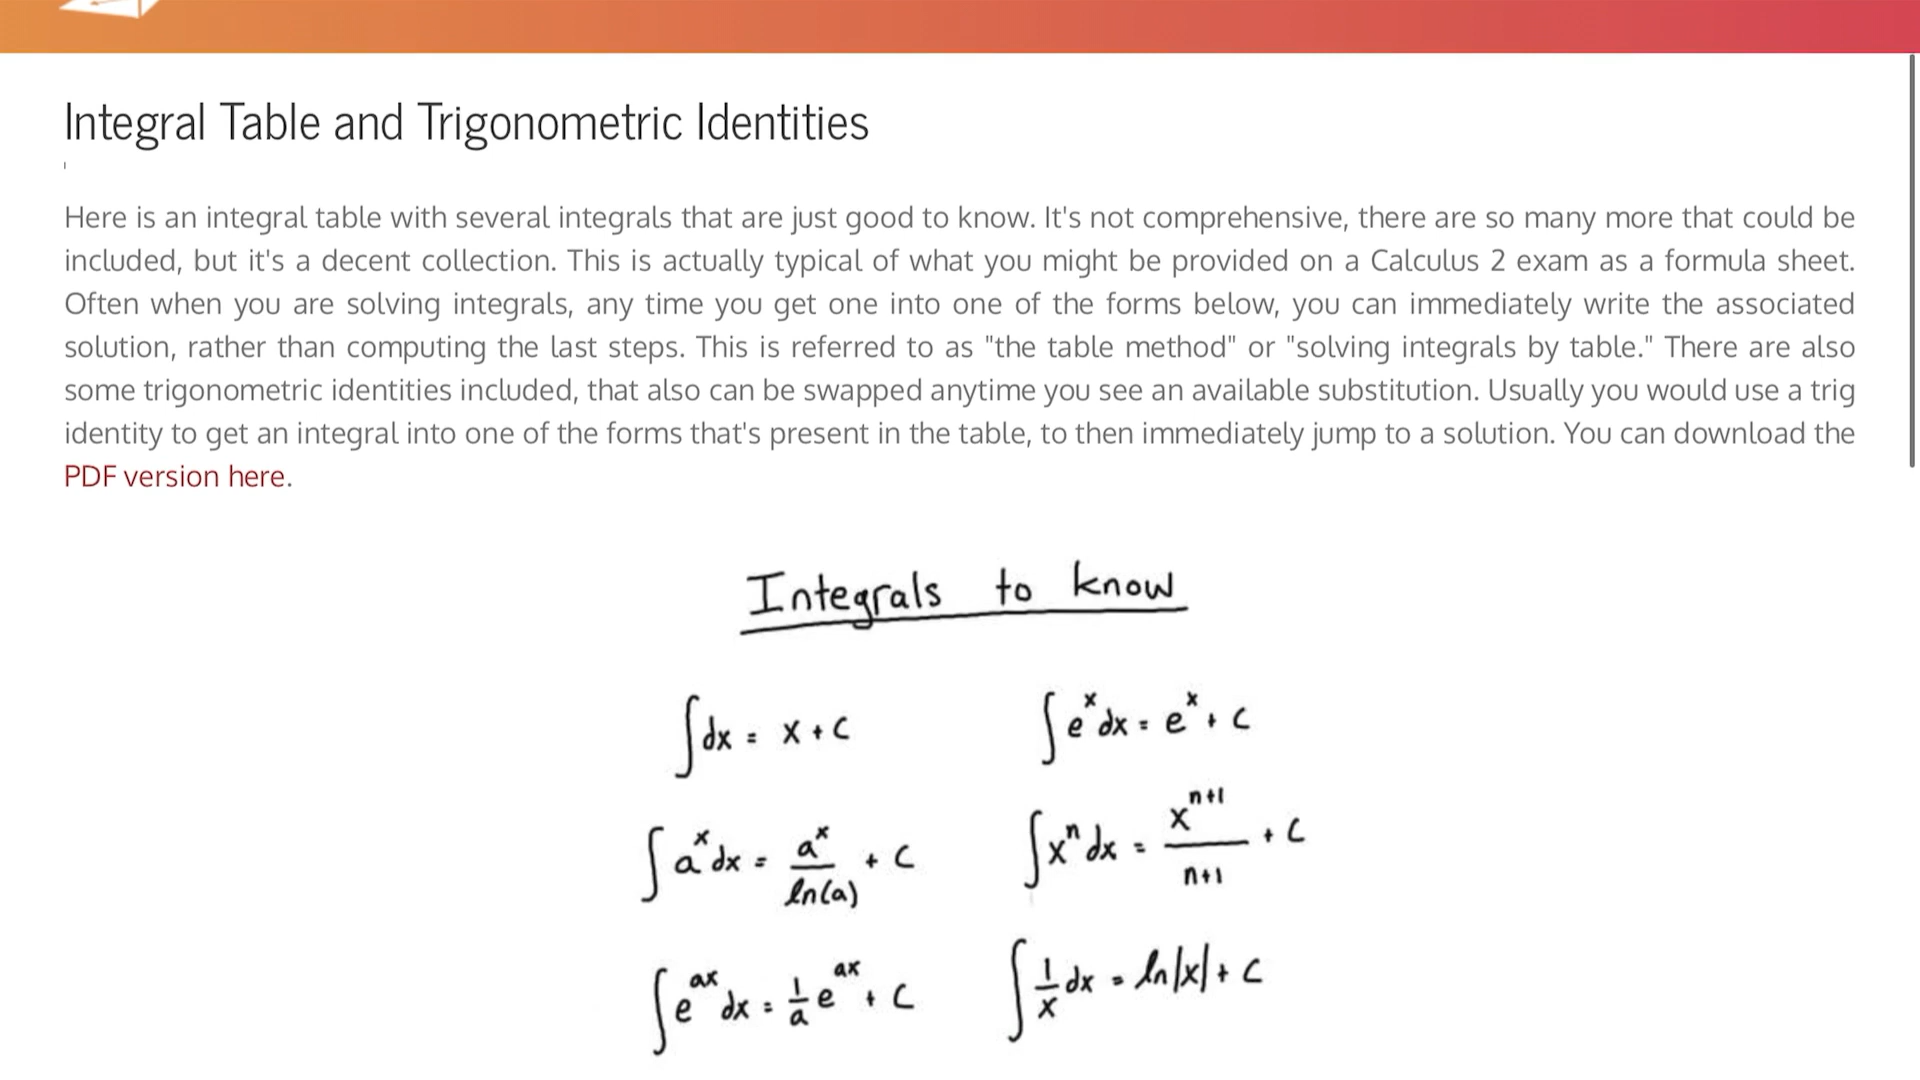 Integral Table and Trigonometric Identities
Here is an integral table with several integrals that are just good to know. It's not comprehensive, there are so many more that could be
included, but it's a decent collection. This is actually typical of what you might be provided on a Calculus 2 exam as a formula sheet.
Often when you are solving integrals, any time you get one into one of the forms below, you can immediately write the associated
solution, rather than computing the last steps. This is referred to as "the table method" or "solving integrals by table." There are also
some trigonometric identities included, that also can be swapped anytime you see an available substitution. Usually you would use a trig
identity to get an integral into one of the forms that's present in the table, to then immediately jump to a solution. You can download the
PDF version here.
Integrals to know
∫dx = x + C
∫e^x dx = e^x + C
∫a^x dx = a^x/ln(a) + C
∫x^n dx = x^(n+1)/(n+1) + C
∫e^(ax) dx = 1/a e^(ax) + C
∫1/x dx = ln|x| + C